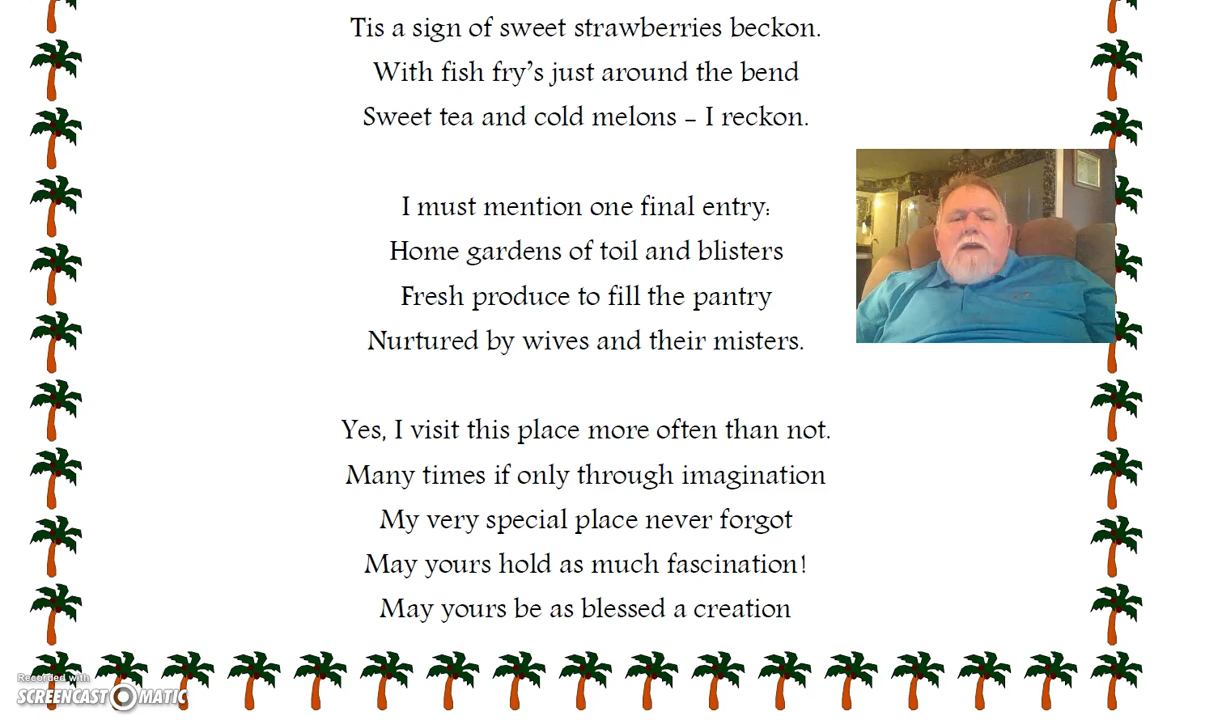 Tis a sign of sweet strawberries beckon.
With fish fry's just around the bend
Sweet tea and cold melons – I reckon.
I must mention one final entry:
Home gardens of toil and blisters
Fresh produce to fill the pantry
Nurtured by wives and their misters.
Yes, I visit this place more often than not.
Many times if only through imagination
My very special place never forgot
May yours hold as much fascination!
May yours be as blessed a creation
Recorded with
SCREENCAST-O-MATIC